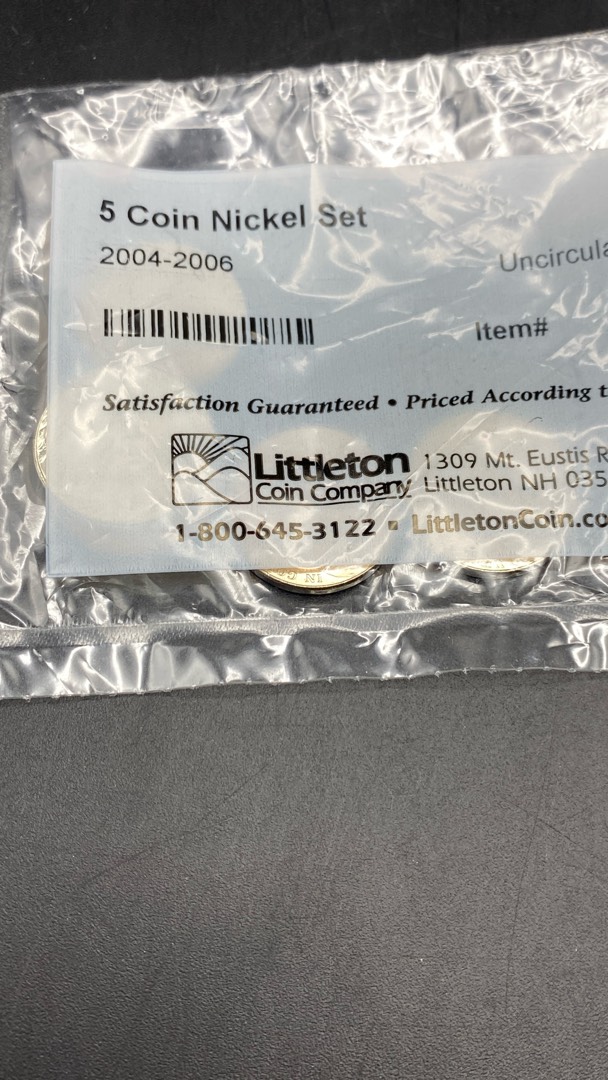 5 Coin Nickel Set
2004-2006
Uncircula
Item#
Satisfaction Guaranteed • Priced According t
Littleton
Coin Company
1309 Mt. Eustis R
Littleton NH 035
1-800-645-3122 ▪ LittletonCoin.co
IN G